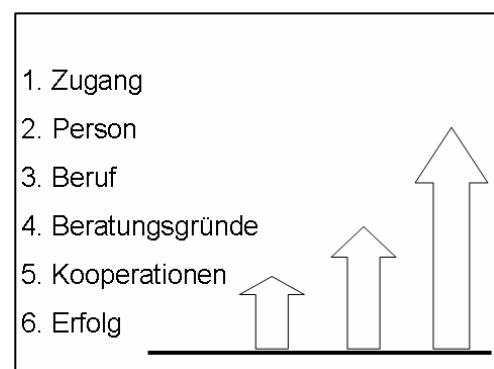 1. Zugang
2. Person
3. Beruf
4. Beratungsgründe
5. Kooperationen
6. Erfolg